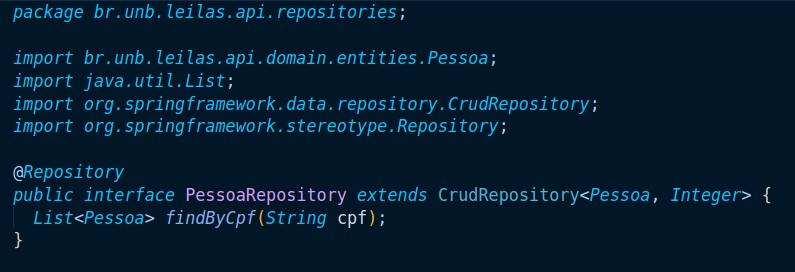 package br.unb.leilas.api.repositories;
import br.unb.leilas.api.domain.entities.Pessoa;
import java.util.List;
import org.springframework.data.repository.CrudRepository;
import org.springframework.stereotype.Repository;
@Repository
public interface PessoaRepository extends CrudRepository<Pessoa, Integer> {
List<Pessoa> findByCpf(String cpf);
}